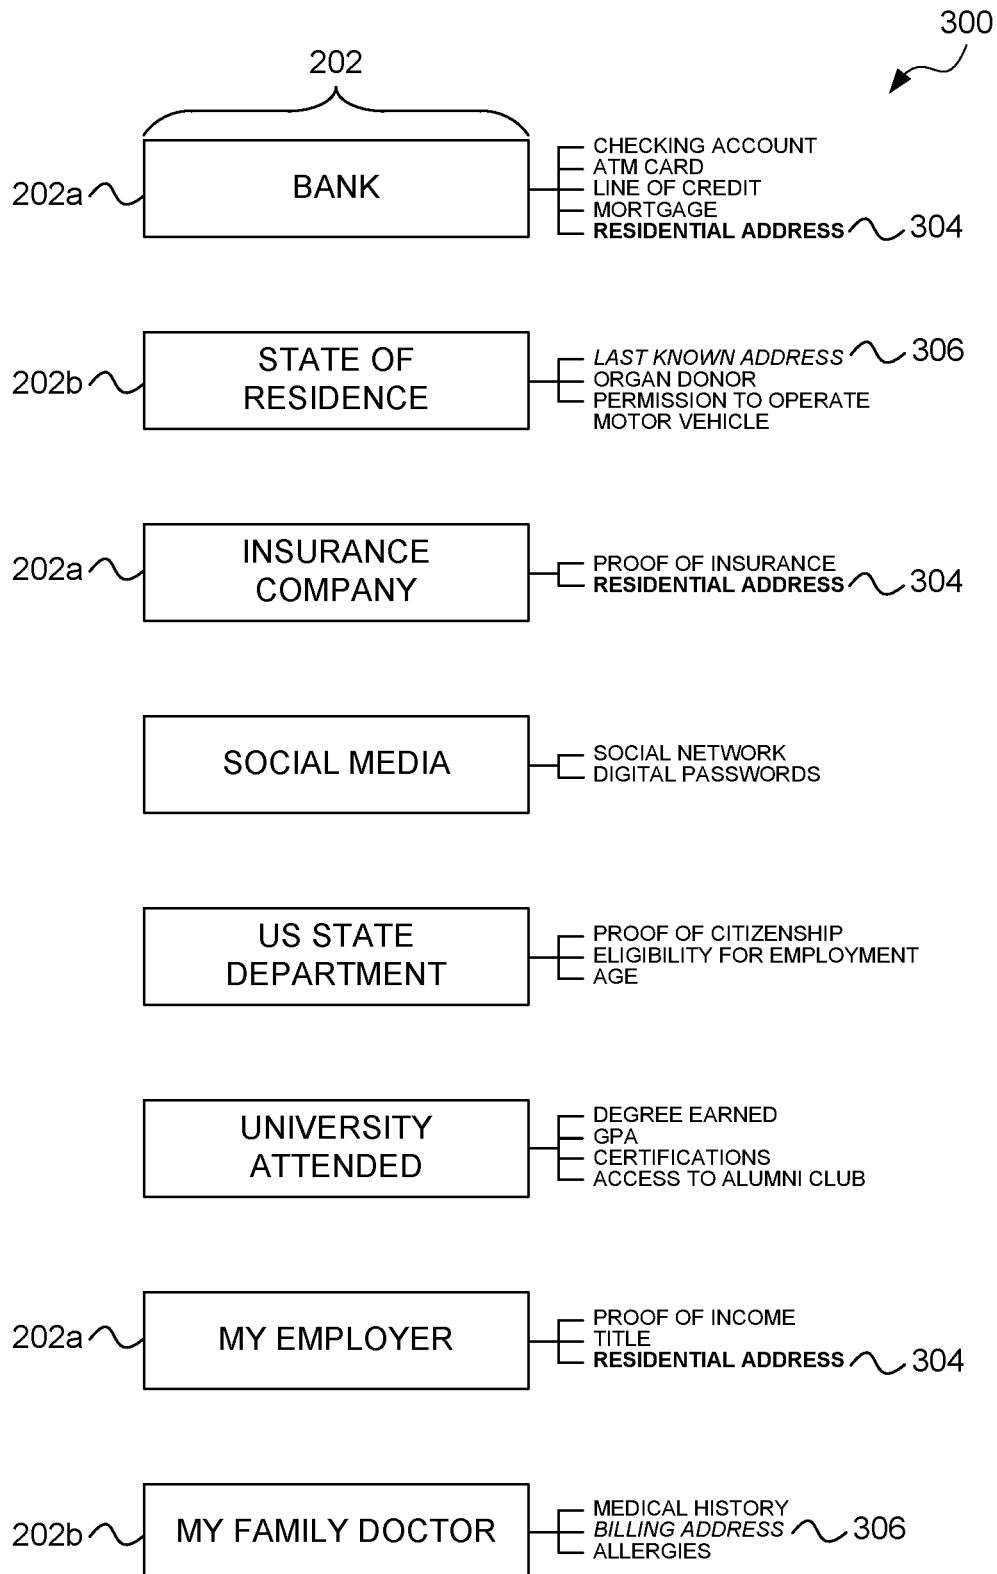 300
202
202a
BANK
CHECKING ACCOUNT
ATM CARD
LINE OF CREDIT
MORTGAGE
RESIDENTIAL ADDRESS
304
202b
STATE OF
RESIDENCE
LAST KNOWN ADDRESS
306
ORGAN DONOR
PERMISSION TO OPERATE
MOTOR VEHICLE
202a
INSURANCE
COMPANY
PROOF OF INSURANCE
RESIDENTIAL ADDRESS
304
SOCIAL MEDIA
SOCIAL NETWORK
DIGITAL PASSWORDS
US STATE
DEPARTMENT
PROOF OF CITIZENSHIP
ELIGIBILITY FOR EMPLOYMENT
AGE
UNIVERSITY
ATTENDED
DEGREE EARNED
GPA
CERTIFICATIONS
ACCESS TO ALUMNI CLUB
202a
MY EMPLOYER
PROOF OF INCOME
TITLE
RESIDENTIAL ADDRESS
304
202b
MY FAMILY DOCTOR
MEDICAL HISTORY
BILLING ADDRESS
306
ALLERGIES